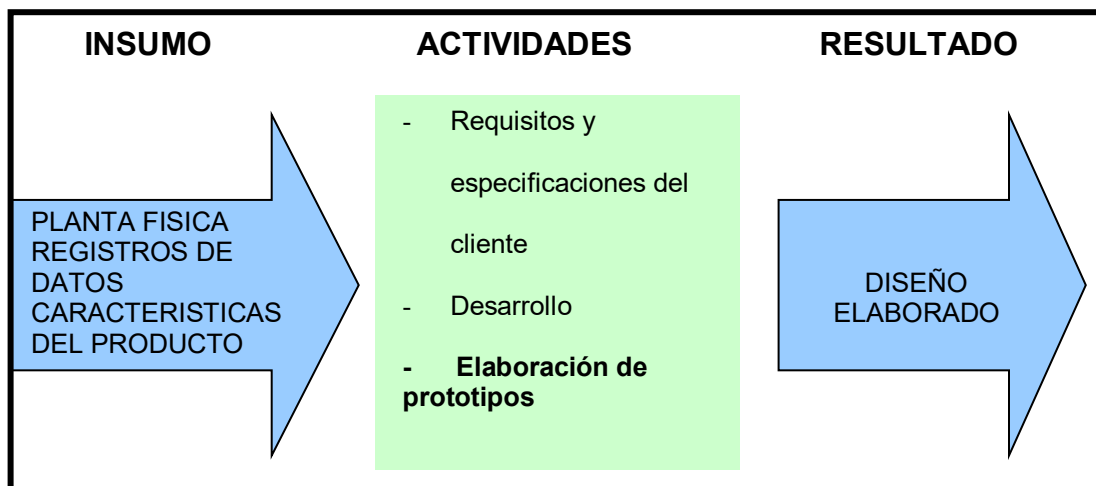 INSUMO
ACTIVIDADES
RESULTADO
PLANTA FISICA
REGISTROS DE
DATOS
CARACTERISTICAS
DEL PRODUCTO
- Requisitos y
especificaciones del
cliente
- Desarrollo
- Elaboración de
prototipos
DISEÑO
ELABORADO